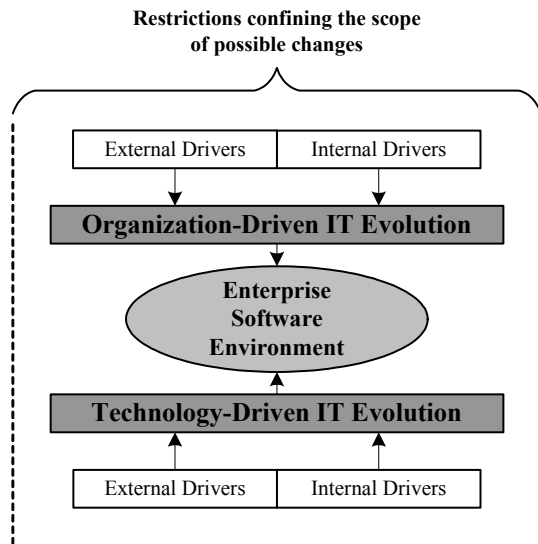 Restrictions confining the scope
of possible changes
External Drivers
Internal Drivers
Organization-Driven IT Evolution
Enterprise
Software
Environment
Technology-Driven IT Evolution
External Drivers
Internal Drivers